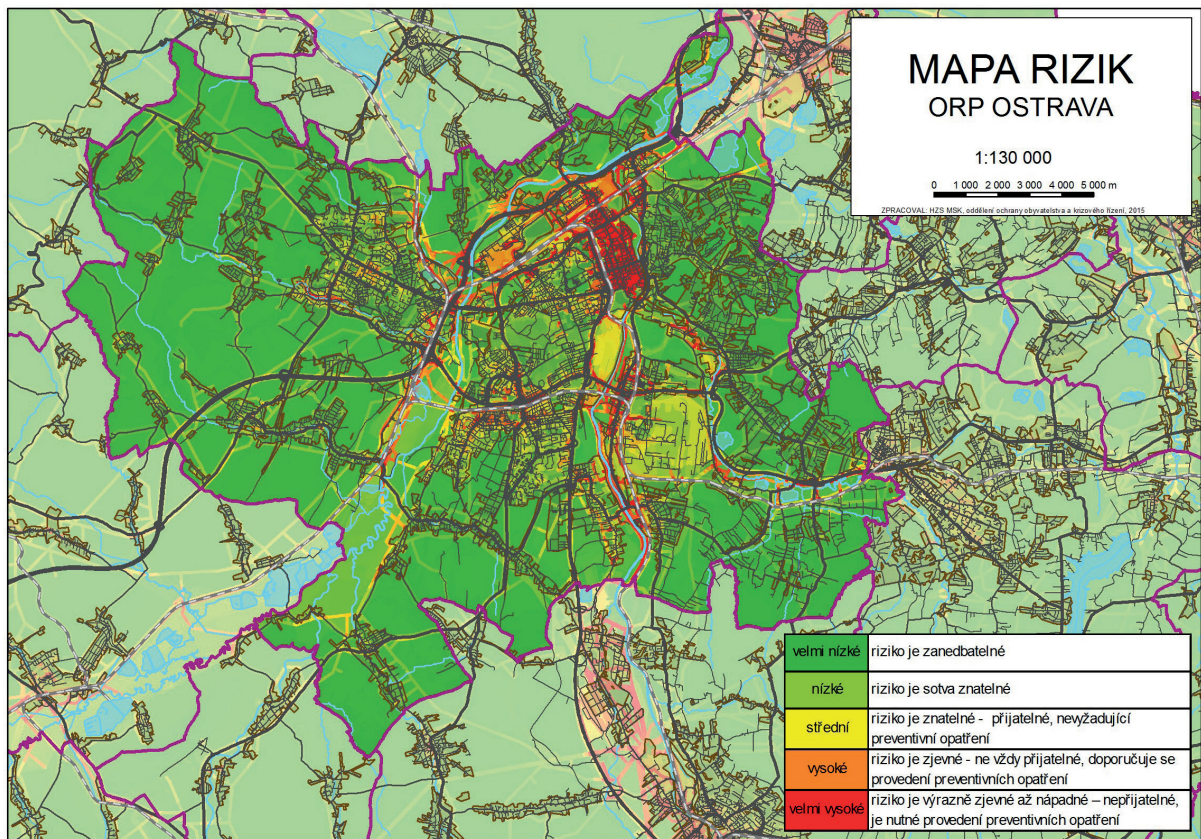 MAPA RIZIK
ORP OSTRAVA
1:130 000
0 1 000 2 000 3 000 4 000 5 000 m
ZPRACOVAL: HZS MSK, oddělení ochrany obyvatelstva a krizového řízení, 2015
velmi nízké riziko je zanedbatelné
nízké riziko je sotva znatelné
střední riziko je znatelné - přijatelné, nevyžadující
preventivní opatření
vysoké riziko je zjevné - ne vždy přijatelné, doporučuje se
provedení preventivních opatření
velmi vysoké riziko je výrazně zjevné až nápadné – nepřijatelné,
je nutné provedení preventivních opatření